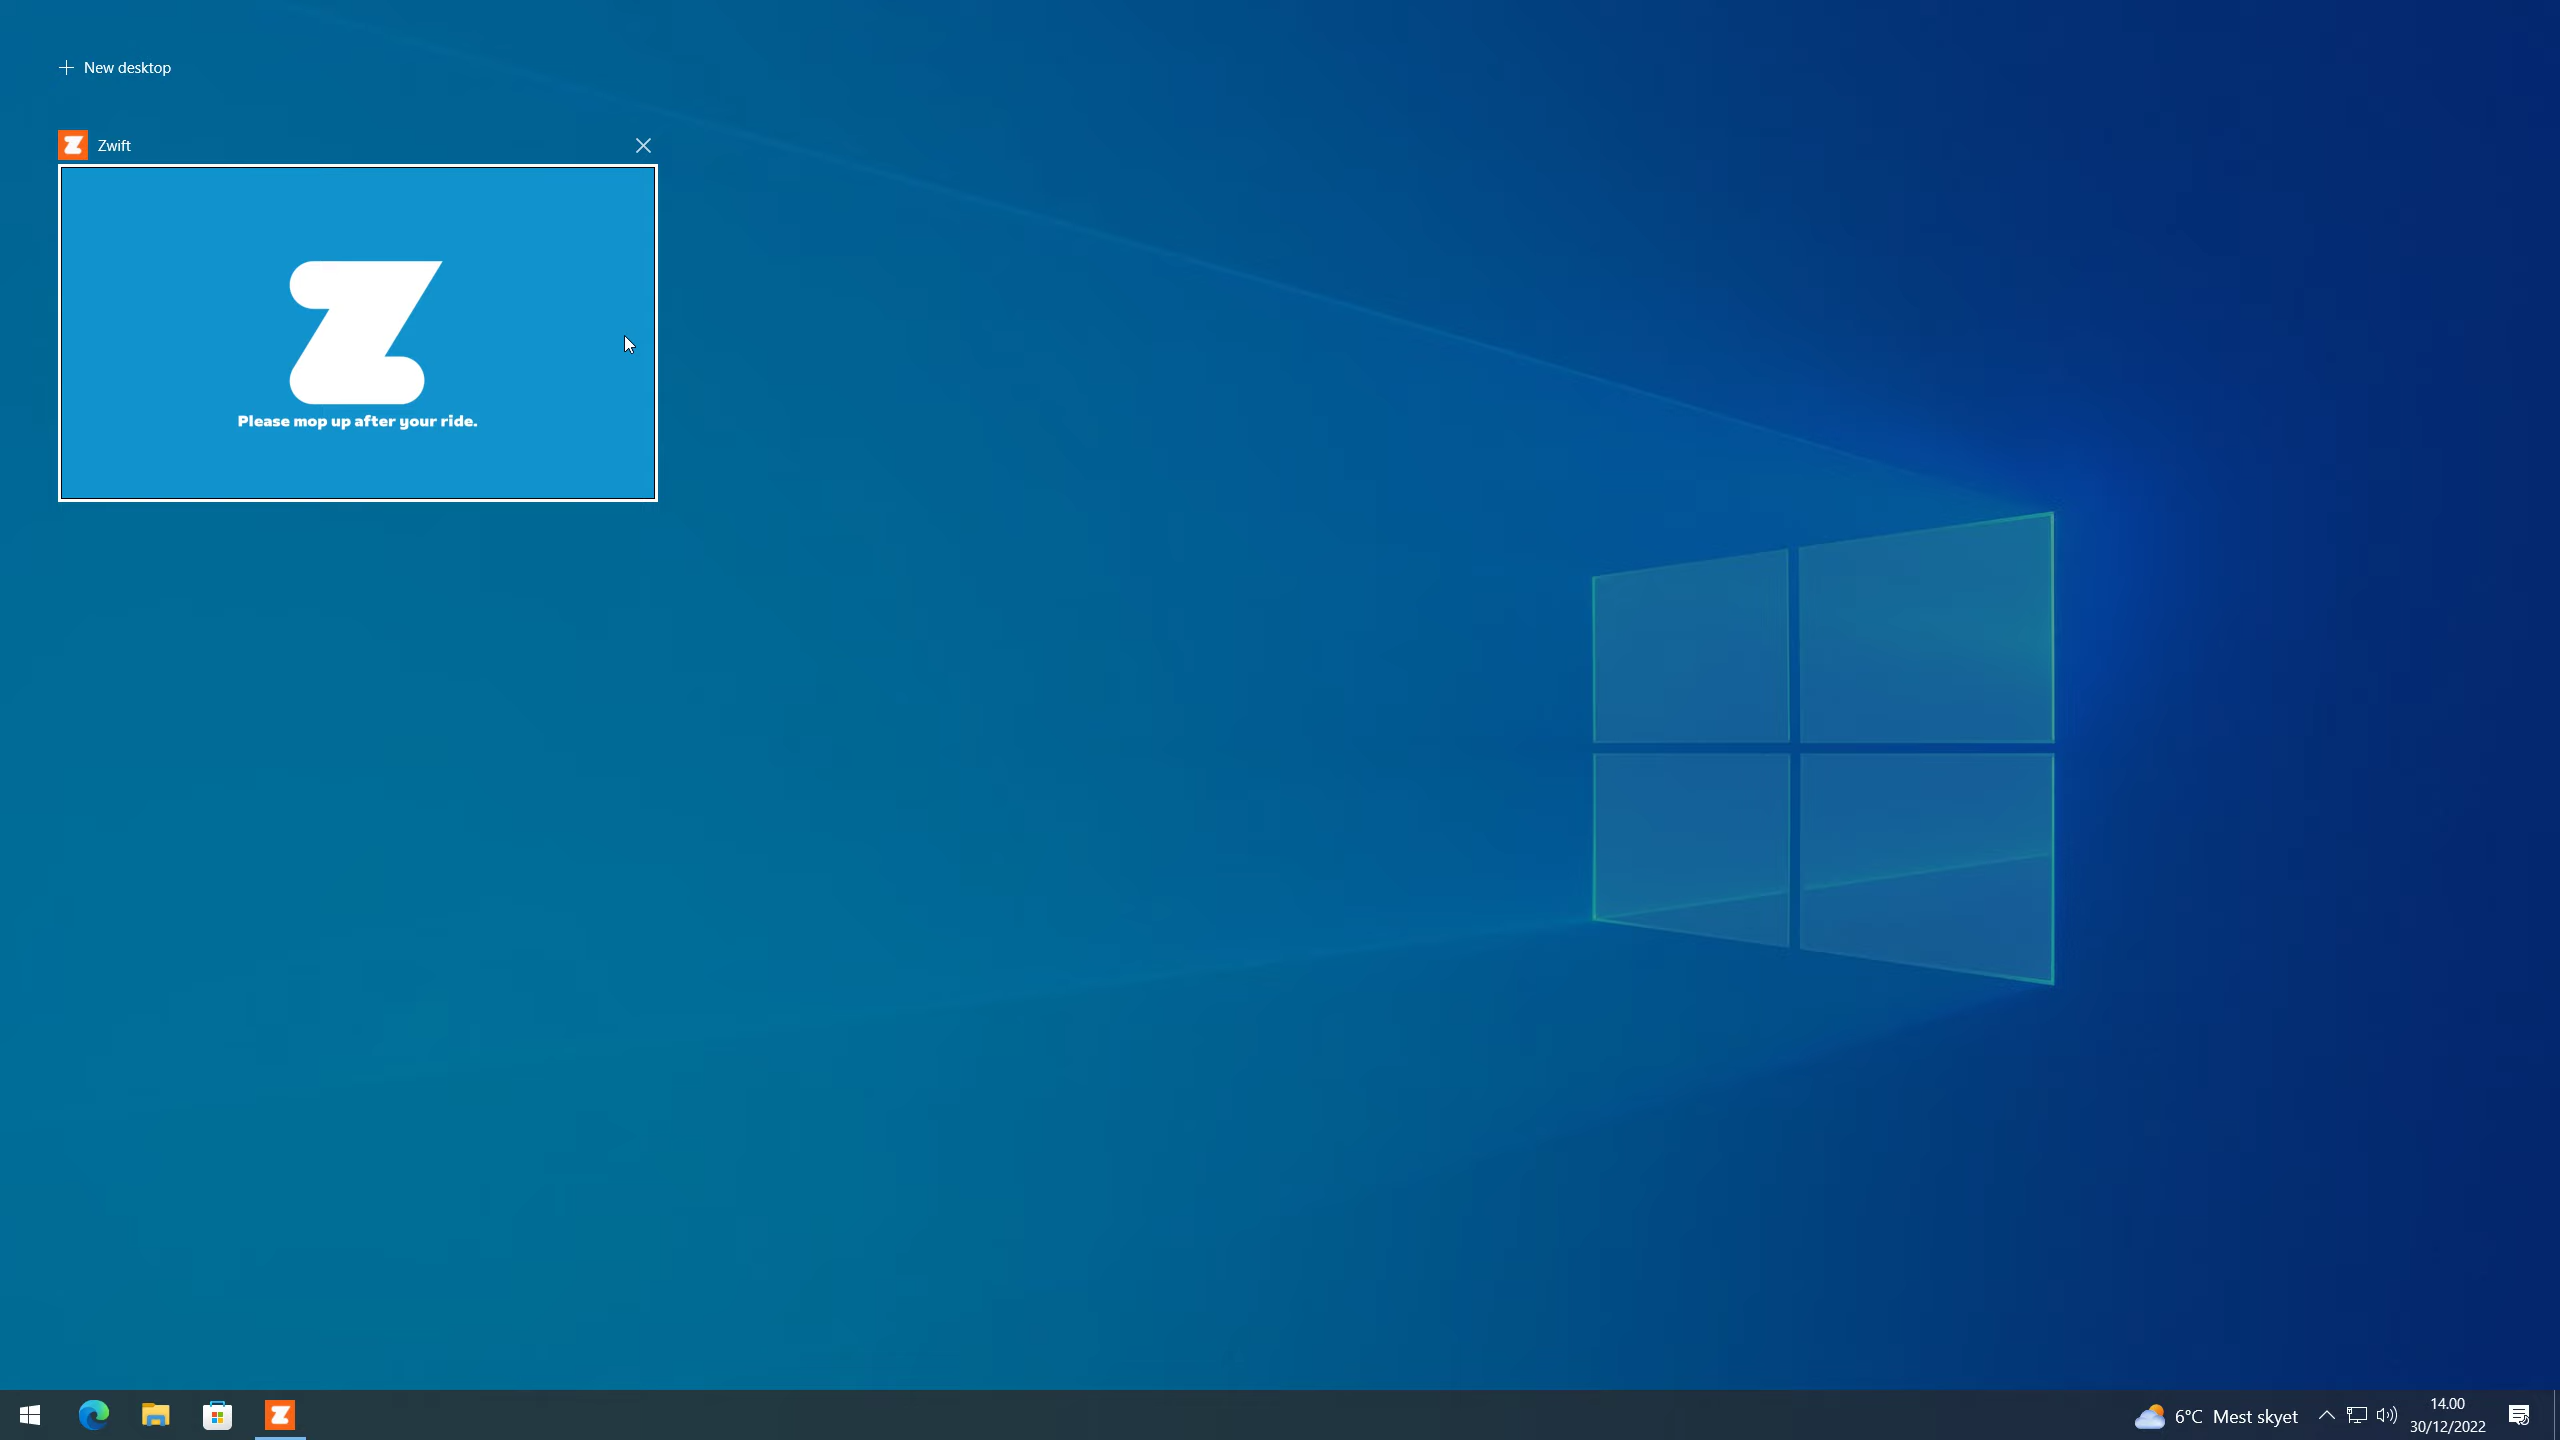 New desktop
Zwift
Please mop up after your ride.
6°C Mest skyet
14.00
30/12/2022